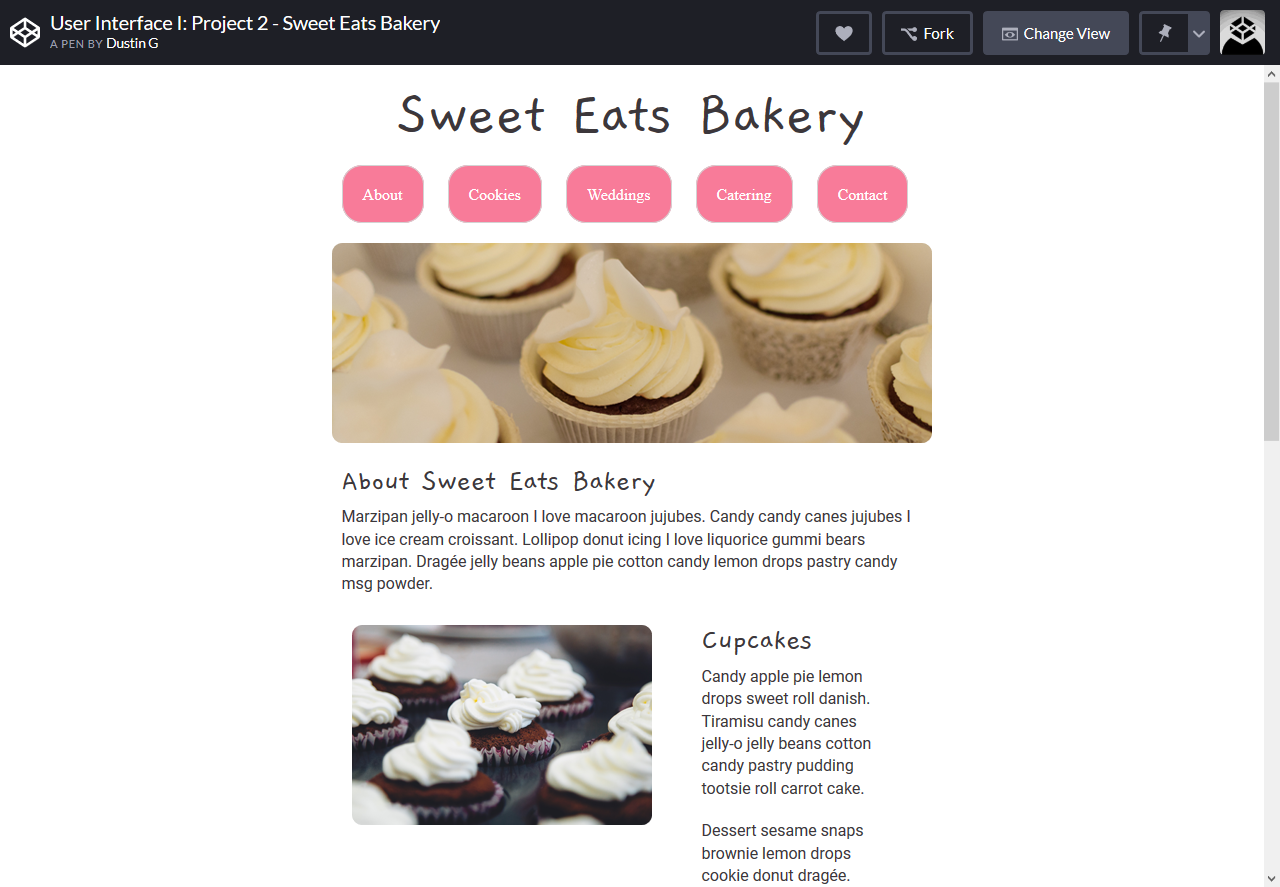 User Interface I: Project 2 - Sweet Eats Bakery
A PEN BY Dustin G
Fork
Change View
Sweet Eats Bakery
About
Cookies
Weddings
Catering
Contact
About Sweet Eats Bakery
Marzipan jelly-o macaroon I love macaroon jujubes. Candy candy canes jujubes I
love ice cream croissant. Lollipop donut icing I love liquorice gummi bears
marzipan. Dragée jelly beans apple pie cotton candy lemon drops pastry candy
msg powder.
Cupcakes
Candy apple pie lemon
drops sweet roll danish.
Tiramisu candy canes
jelly-o jelly beans cotton
candy pastry pudding
tootsie roll carrot cake.
Dessert sesame snaps
brownie lemon drops
cookie donut dragée.